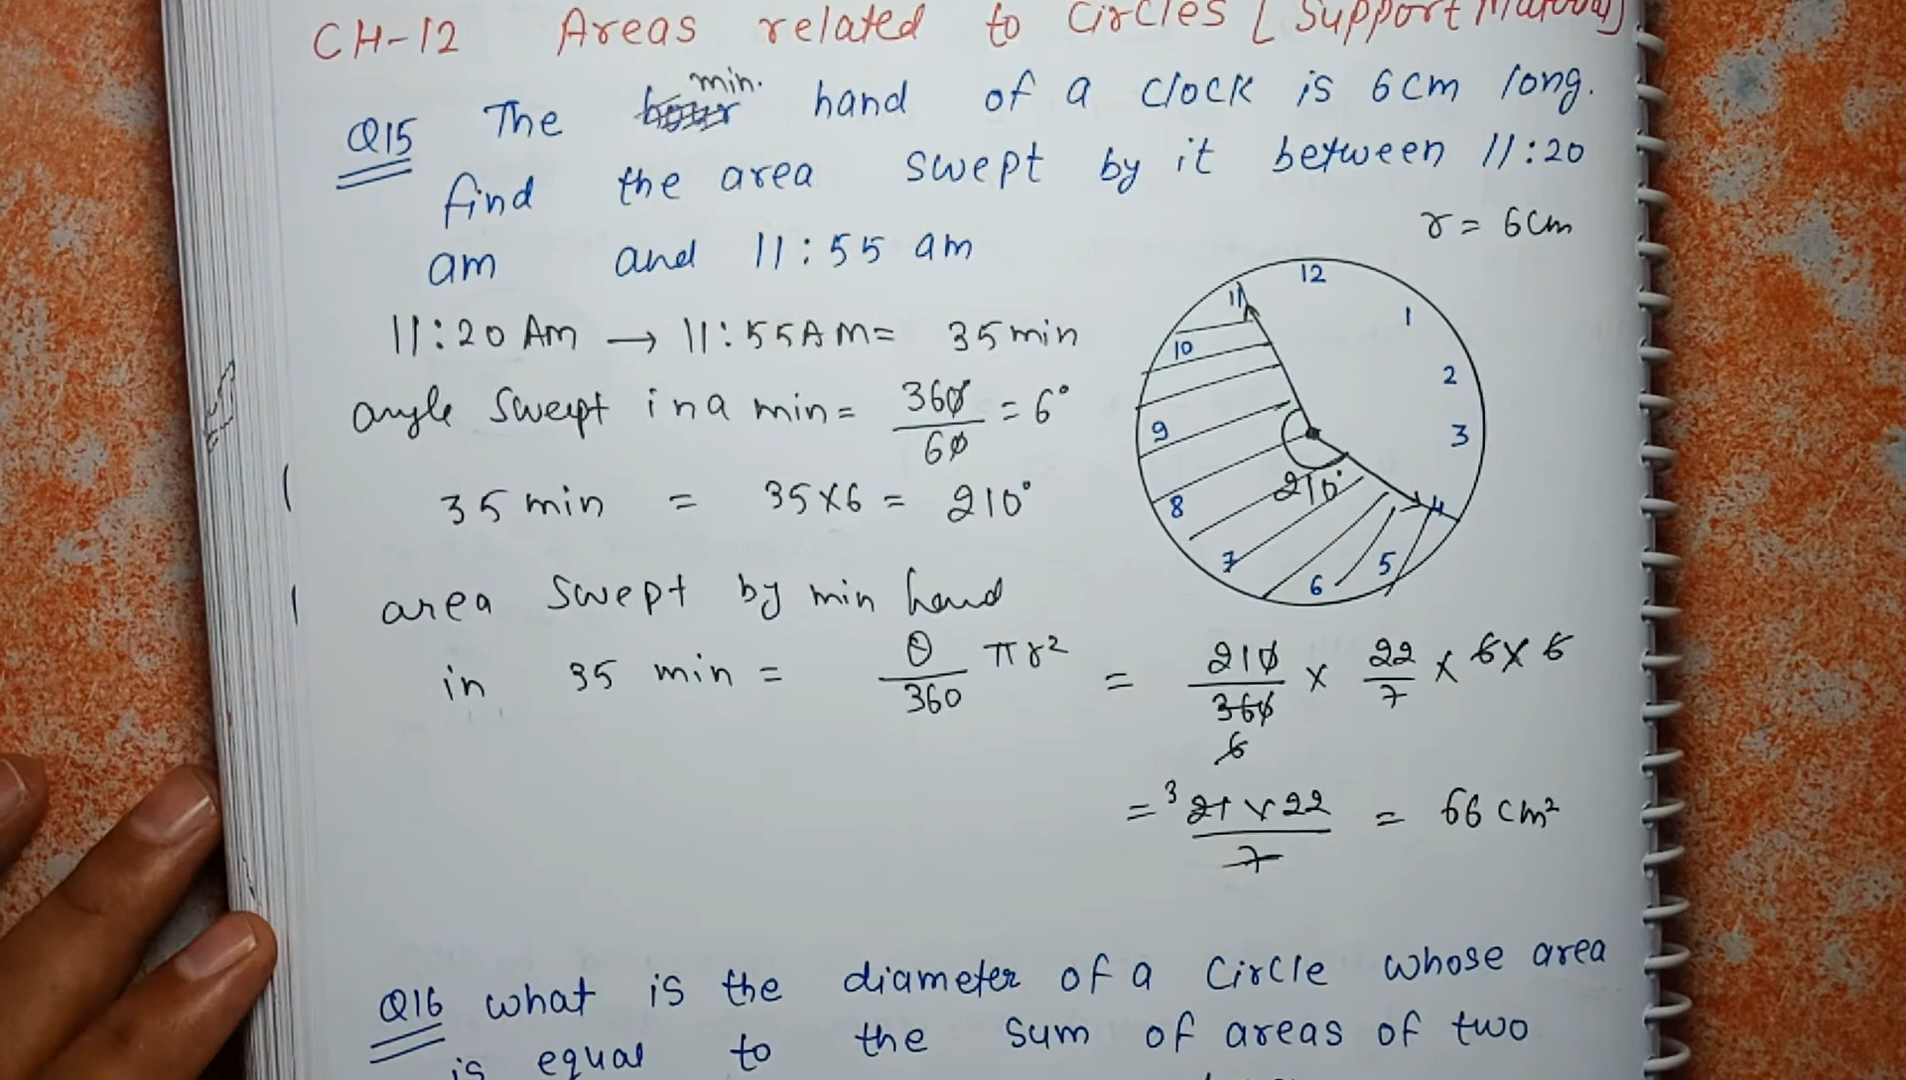 CH-12 Areas related to Circles [Support Material]
Q15 The min. hand of a clock is 6cm long.
find the area swept by it between 11:20
am and 11:55 am
r = 6cm
11:20 Am → 11:55AM= 35min
angle Swept in a min = 360/60 = 6°
35 min = 35×6 = 210°
12
1
2
3
4
5
6
7
8
9
10
11
210°
area swept by min hand
in 35 min = θ/360 πr² = 210/360 × 22/7 × 6×6
6
= 3 21×22/7 = 66 cm²
Q16 what is the diameter of a Circle whose area
is equal to the sum of areas of two